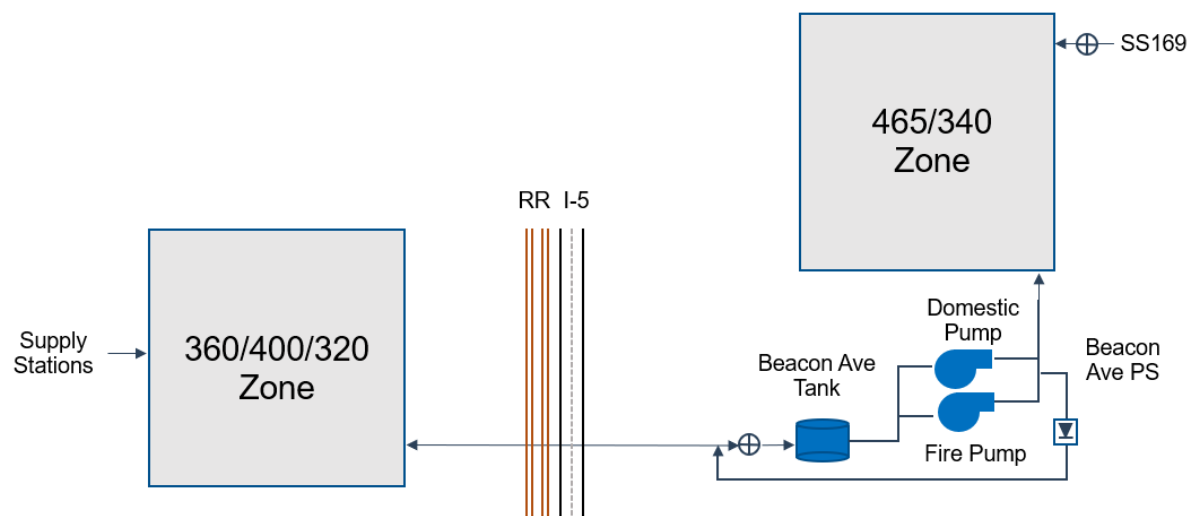 465/340
Zone
SS169
RR I-5
Supply
Stations
360/400/320
Zone
Domestic
Pump
Beacon Ave
Tank
Beacon
Ave PS
Fire Pump